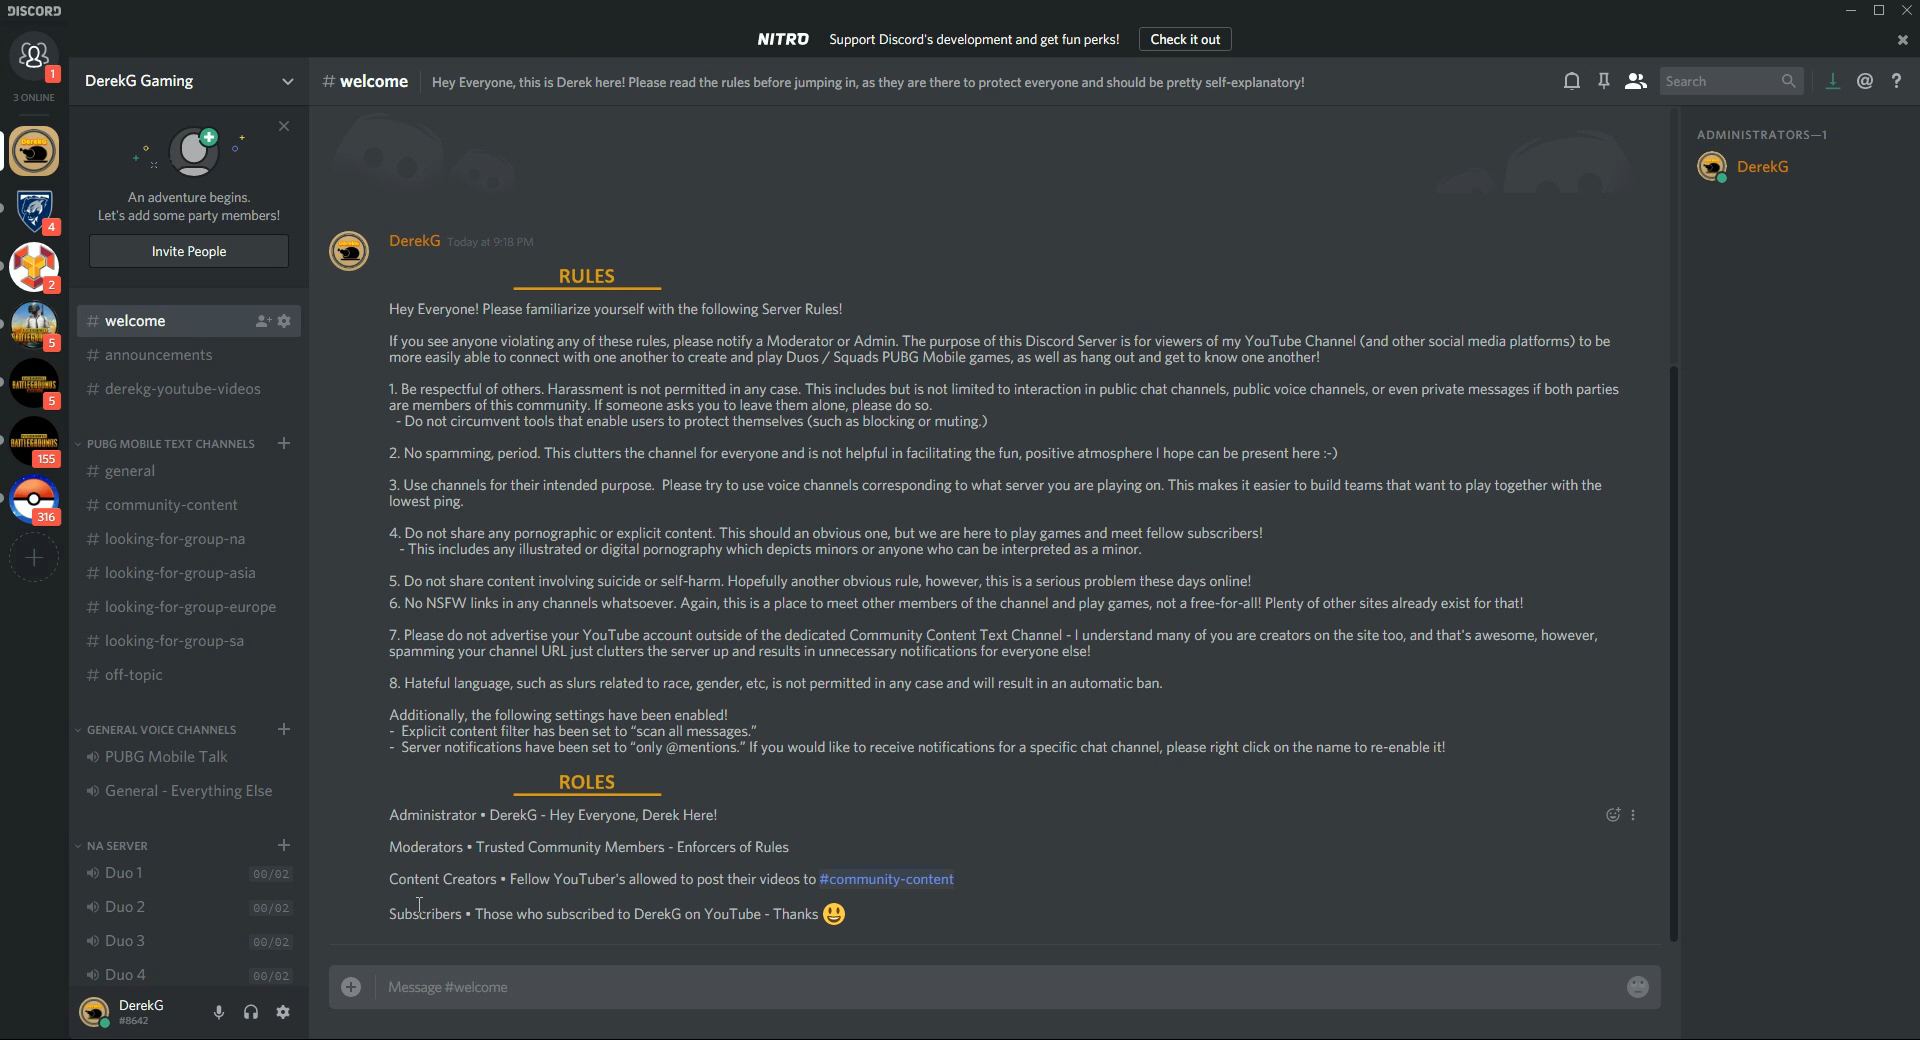 DISCORD
NITRO Support Discord's development and get fun perks! Check it out
1
3 ONLINE
DerekG
4
2
5
BATTLEGROUNDS
5
BATTLEGROUNDS
155
316
DerekG Gaming
An adventure begins.
Let's add some party members!
Invite People
# welcome
# announcements
# derekg-youtube-videos
PUBG MOBILE TEXT CHANNELS
# general
# community-content
# looking-for-group-na
# looking-for-group-asia
# looking-for-group-europe
# looking-for-group-sa
# off-topic
GENERAL VOICE CHANNELS
PUBG Mobile Talk
General - Everything Else
NA SERVER
Duo 1 00/02
Duo 2 00/02
Duo 3 00/02
Duo 4 00/02
DerekG
#8642
# welcome Hey Everyone, this is Derek here! Please read the rules before jumping in, as they are there to protect everyone and should be pretty self-explanatory!
Search
DerekG Today at 9:18 PM
RULES
Hey Everyone! Please familiarize yourself with the following Server Rules!
If you see anyone violating any of these rules, please notify a Moderator or Admin. The purpose of this Discord Server is for viewers of my YouTube Channel (and other social media platforms) to be
more easily able to connect with one another to create and play Duos / Squads PUBG Mobile games, as well as hang out and get to know one another!
1. Be respectful of others. Harassment is not permitted in any case. This includes but is not limited to interaction in public chat channels, public voice channels, or even private messages if both parties
are members of this community. If someone asks you to leave them alone, please do so.
- Do not circumvent tools that enable users to protect themselves (such as blocking or muting.)
2. No spamming, period. This clutters the channel for everyone and is not helpful in facilitating the fun, positive atmosphere I hope can be present here :-)
3. Use channels for their intended purpose. Please try to use voice channels corresponding to what server you are playing on. This makes it easier to build teams that want to play together with the
lowest ping.
4. Do not share any pornographic or explicit content. This should an obvious one, but we are here to play games and meet fellow subscribers!
- This includes any illustrated or digital pornography which depicts minors or anyone who can be interpreted as a minor.
5. Do not share content involving suicide or self-harm. Hopefully another obvious rule, however, this is a serious problem these days online!
6. No NSFW links in any channels whatsoever. Again, this is a place to meet other members of the channel and play games, not a free-for-all! Plenty of other sites already exist for that!
7. Please do not advertise your YouTube account outside of the dedicated Community Content Text Channel - I understand many of you are creators on the site too, and that's awesome, however,
spamming your channel URL just clutters the server up and results in unnecessary notifications for everyone else!
8. Hateful language, such as slurs related to race, gender, etc, is not permitted in any case and will result in an automatic ban.
Additionally, the following settings have been enabled!
- Explicit content filter has been set to “scan all messages.”
- Server notifications have been set to “only @mentions.” If you would like to receive notifications for a specific chat channel, please right click on the name to re-enable it!
ROLES
Administrator • DerekG - Hey Everyone, Derek Here!
Moderators • Trusted Community Members - Enforcers of Rules
Content Creators • Fellow YouTuber's allowed to post their videos to #community-content
Subscribers • Those who subscribed to DerekG on YouTube - Thanks 😃
Message #welcome
ADMINISTRATORS—1
DerekG